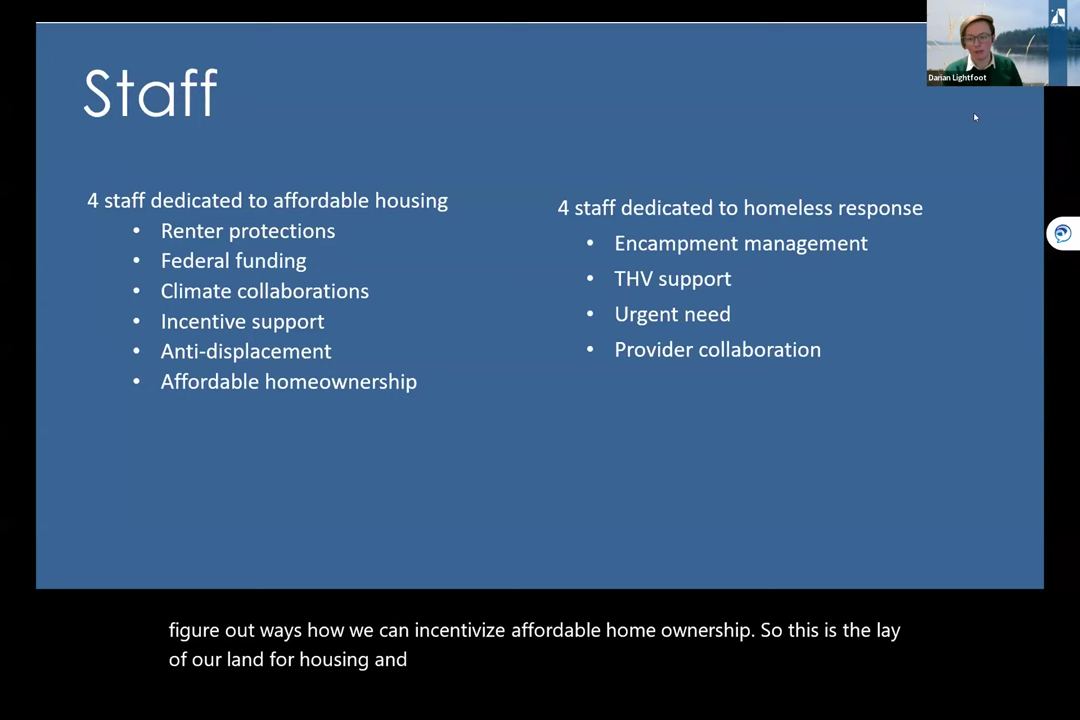 Staff
4 staff dedicated to affordable housing
• Renter protections
• Federal funding
• Climate collaborations
• Incentive support
• Anti-displacement
• Affordable homeownership
4 staff dedicated to homeless response
• Encampment management
• THV support
• Urgent need
• Provider collaboration
Darian Lightfoot
figure out ways how we can incentivize affordable home ownership. So this is the lay
of our land for housing and